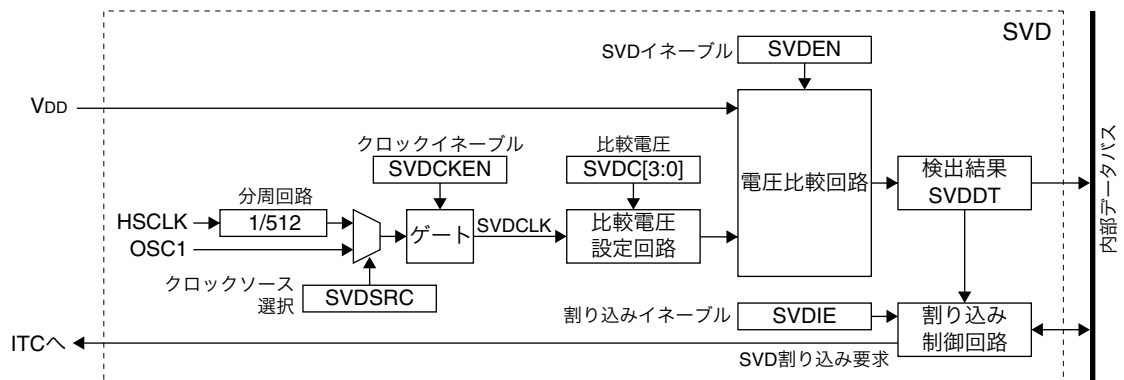 SVD
SVDイネーブル
SVDEN
VDD
クロックイネーブル
SVDCKEN
比較電圧
SVDC[3:0]
電圧比較回路
検出結果
SVDDT
内部データバス
分周回路
HSCLK
1/512
OSC1
ゲート
SVDCLK
比較電圧
設定回路
クロックソース
選択
SVDSRC
割り込みイネーブル
SVDIE
割り込み
制御回路
ITCへ
SVD割り込み要求